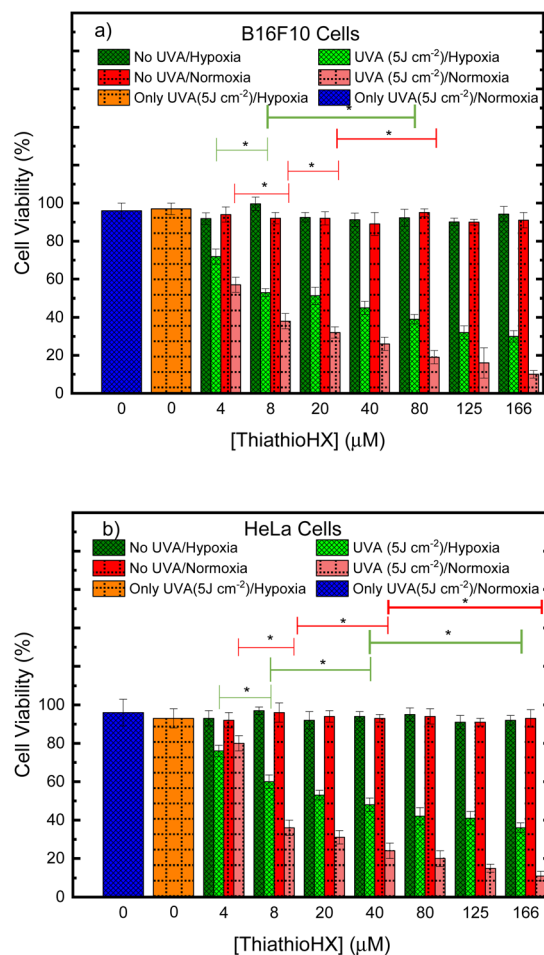 B16F10 Cells
a)
No UVA/Hypoxia
UVA (5J cm⁻²)/Hypoxia
No UVA/Normoxia
UVA (5J cm⁻²)/Normoxia
Only UVA(5J cm⁻²)/Hypoxia
Only UVA(5J cm⁻²)/Normoxia
*
*
*
*
*
Cell Viability (%)
100
80
60
40
20
0
0 0 4 8 20 40 80 125 166
[ThiathioHX] (μM)
b)
HeLa Cells
No UVA/Hypoxia
UVA (5J cm⁻²)/Hypoxia
No UVA/Normoxia
UVA (5J cm⁻²)/Normoxia
Only UVA(5J cm⁻²)/Hypoxia
Only UVA(5J cm⁻²)/Normoxia
*
*
*
*
*
*
Cell Viability (%)
100
80
60
40
20
0
0 0 4 8 20 40 80 125 166
[ThiathioHX] (μM)